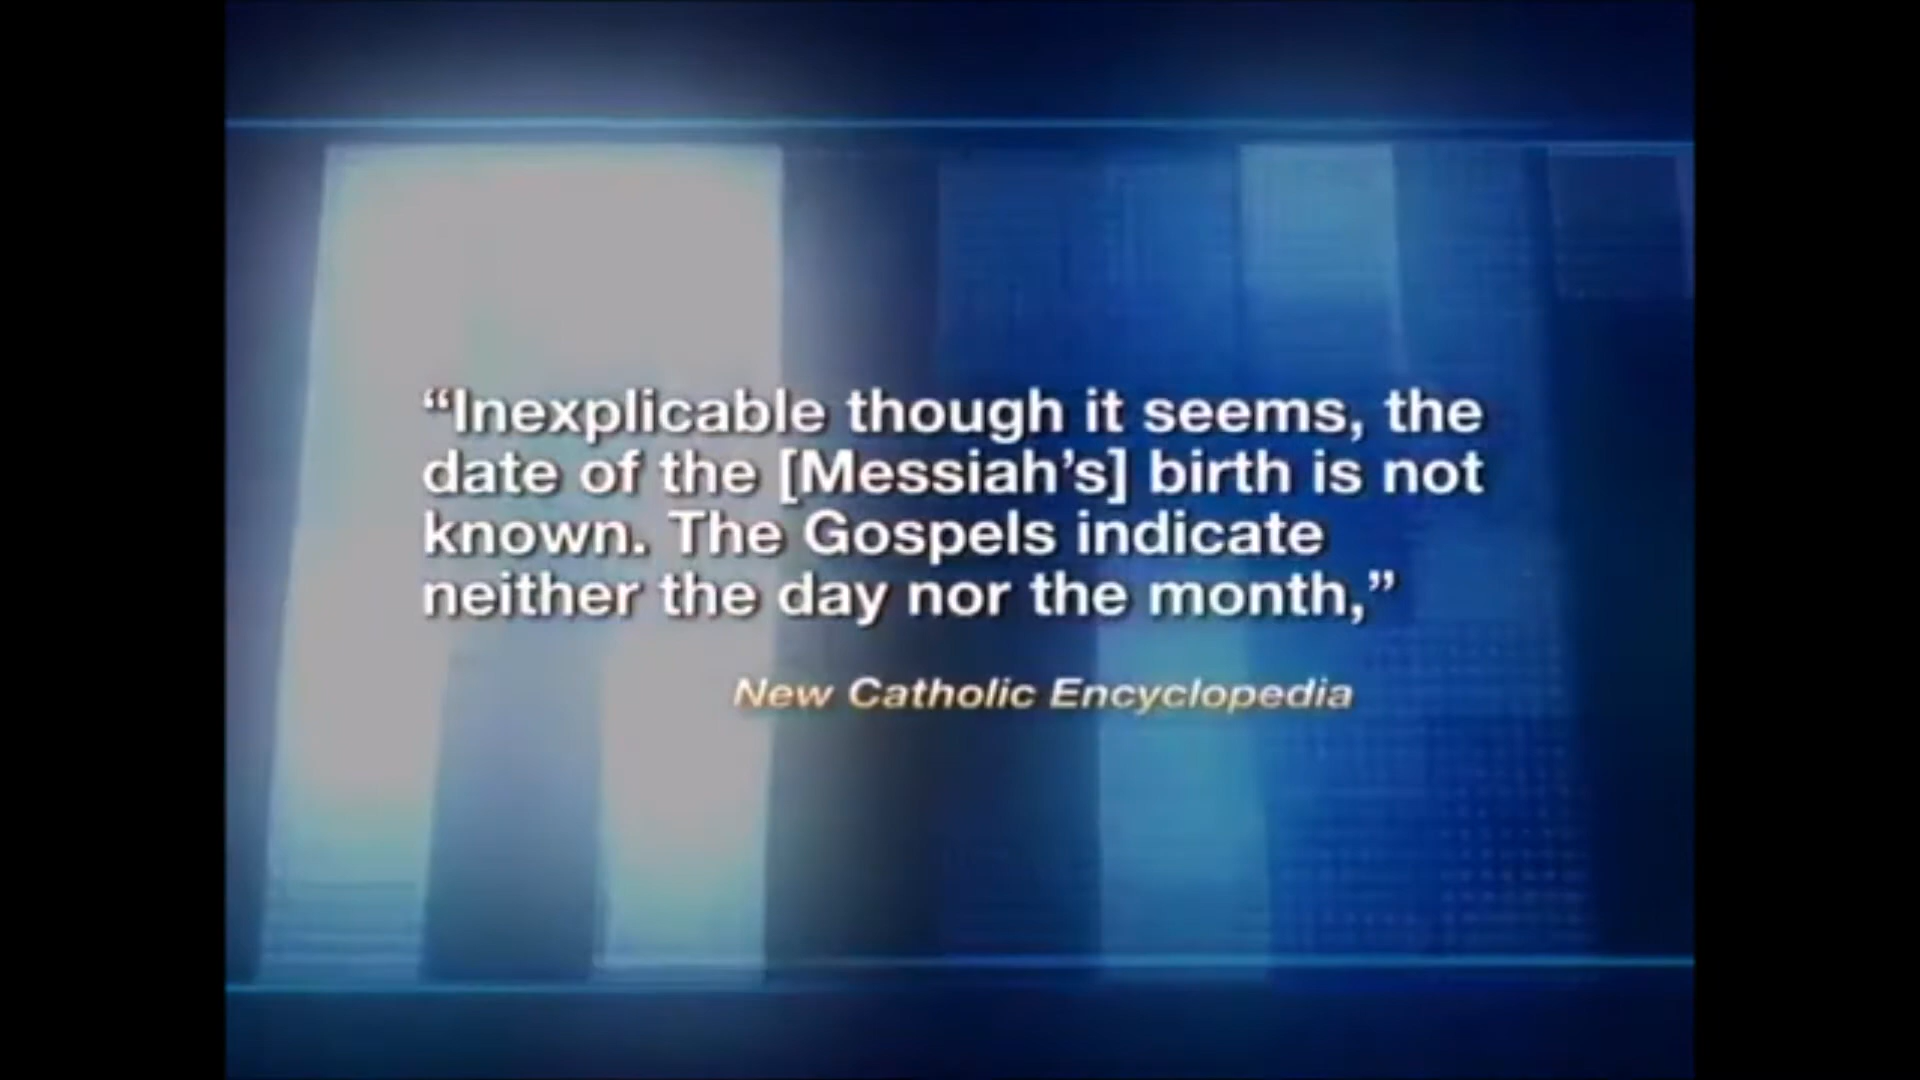 “Inexplicable though it seems, the
date of the [Messiah’s] birth is not
known. The Gospels indicate
neither the day nor the month,”
New Catholic Encyclopedia